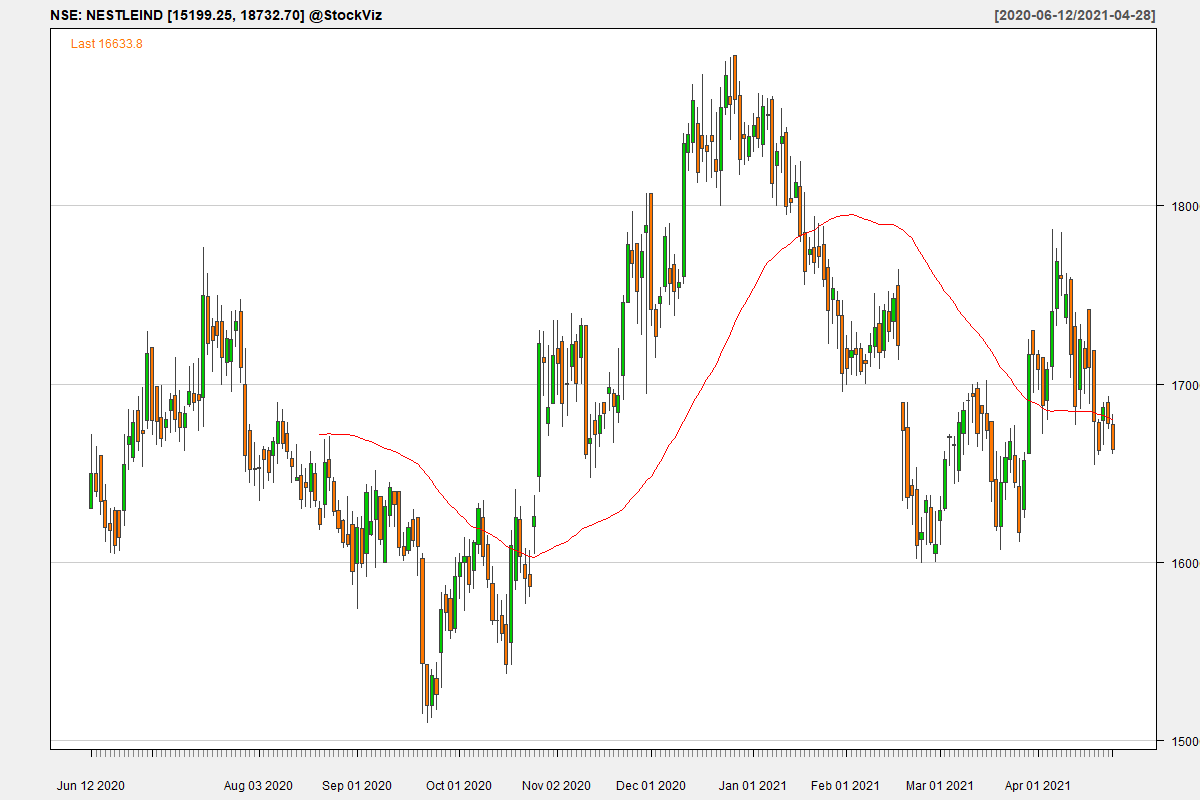 NSE: NESTLEIND [15199.25, 18732.70] @StockViz [2020-06-12/2021-04-28]
Last 16633.8
1800
1700
1600
1500
Jun 12 2020 Aug 03 2020 Sep 01 2020 Oct 01 2020 Nov 02 2020 Dec 01 2020 Jan 01 2021 Feb 01 2021 Mar 01 2021 Apr 01 2021